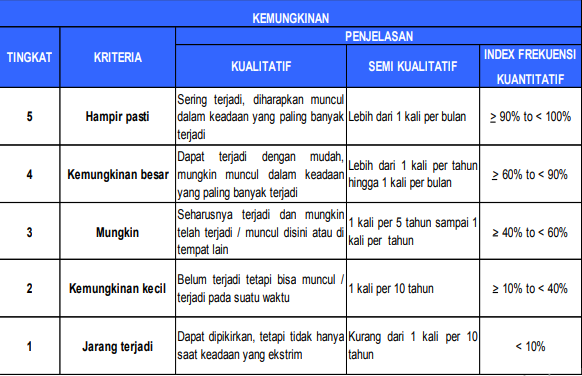 KEMUNGKINAN
TINGKAT
KRITERIA
PENJELASAN
KUALITATIF
SEMI KUALITATIF
INDEX FREKUENSI
KUANTITATIF
5
Hampir pasti
Sering terjadi, diharapkan muncul
dalam keadaan yang paling banyak
terjadi
Lebih dari 1 kali per bulan
≥ 90% to < 100%
4
Kemungkinan besar
Dapat terjadi dengan mudah,
mungkin muncul dalam keadaan
yang paling banyak terjadi
Lebih dari 1 kali per tahun
hingga 1 kali per bulan
≥ 60% to < 90%
3
Mungkin
Seharusnya terjadi dan mungkin
telah terjadi / muncul disini atau di
tempat lain
1 kali per 5 tahun sampai 1
kali per tahun
≥ 40% to < 60%
2
Kemungkinan kecil
Belum terjadi tetapi bisa muncul /
terjadi pada suatu waktu
1 kali per 10 tahun
≥ 10% to < 40%
1
Jarang terjadi
Dapat dipikirkan, tetapi tidak hanya
saat keadaan yang ekstrim
Kurang dari 1 kali per 10
tahun
< 10%